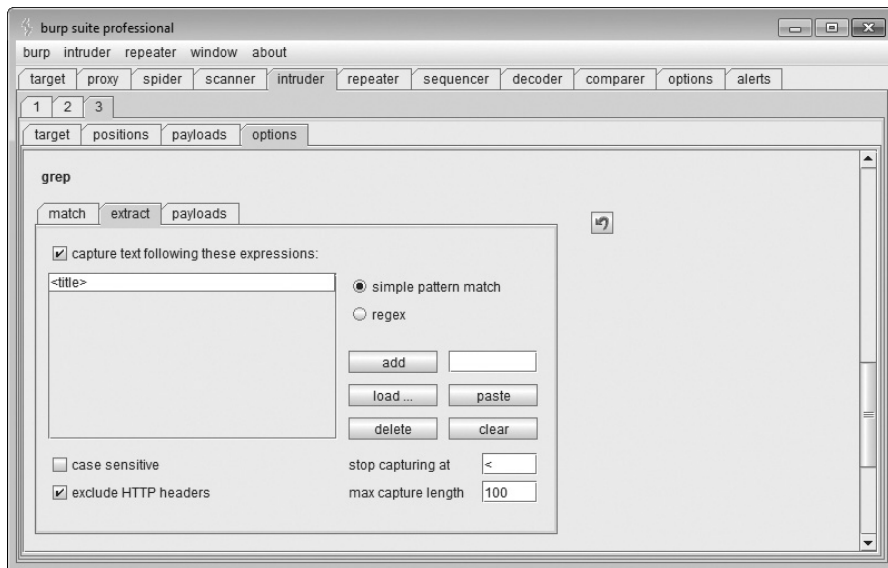 burp suite professional
burp intruder repeater window about
target proxy spider scanner intruder repeater sequencer decoder comparer options alerts
1 2 3
target positions payloads options
grep
match extract payloads
capture text following these expressions:
<title>
simple pattern match
regex
add
load ... paste
delete clear
case sensitive
stop capturing at <
exclude HTTP headers
max capture length 100